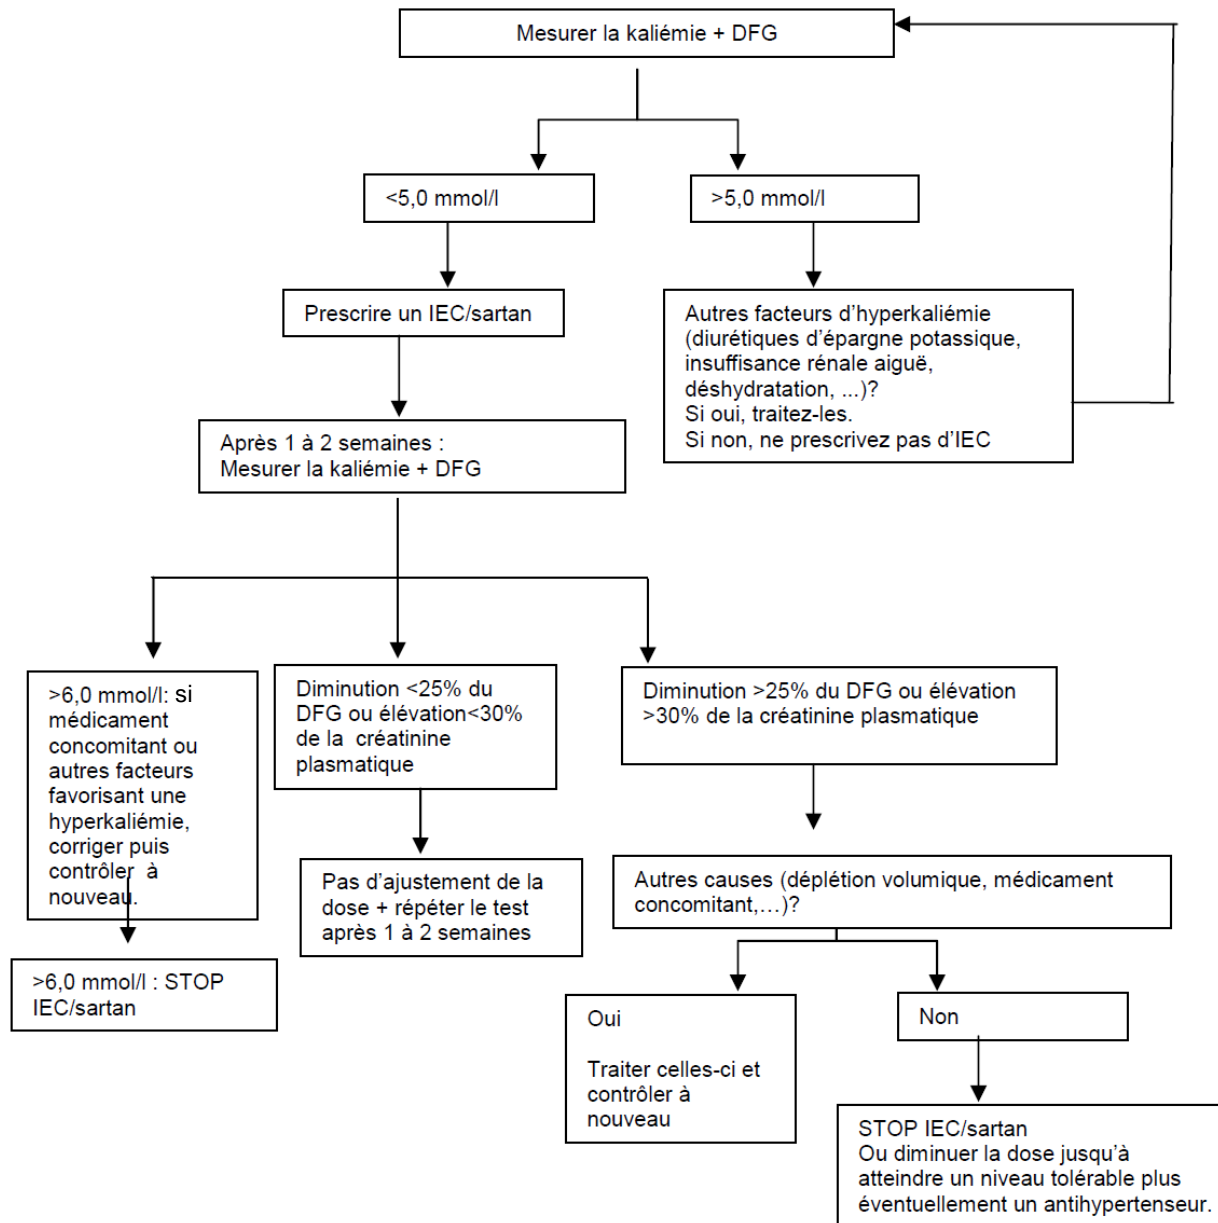 Mesurer la kaliémie + DFG
<5,0 mmol/l
>5,0 mmol/l
Prescrire un IEC/sartan
Autres facteurs d'hyperkaliémie
(diurétiques d'épargne potassique,
insuffisance rénale aiguë,
déshydratation, ...)?
Si oui, traitez-les.
Si non, ne prescrivez pas d'IEC
Après 1 à 2 semaines :
Mesurer la kaliémie + DFG
>6,0 mmol/l: si
médicament
concomitant ou
autres facteurs
favorisant une
hyperkaliémie,
corriger puis
contrôler à
nouveau.
Diminution <25% du
DFG ou élévation<30%
de la créatinine
plasmatique
Diminution >25% du DFG ou élévation
>30% de la créatinine plasmatique
Pas d'ajustement de la
dose + répéter le test
après 1 à 2 semaines
Autres causes (déplétion volumique, médicament
concomitant,…)?
>6,0 mmol/l : STOP
IEC/sartan
Oui
Traiter celles-ci et
contrôler à
nouveau
Non
STOP IEC/sartan
Ou diminuer la dose jusqu'à
atteindre un niveau tolérable plus
éventuellement un antihypertenseur.